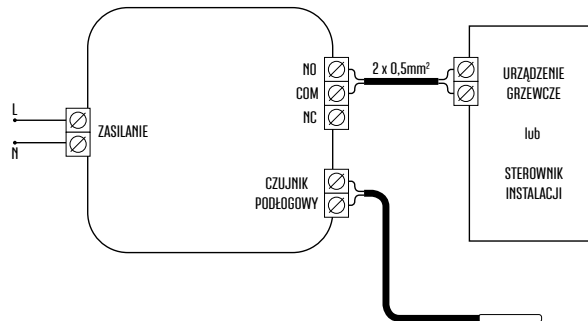 L
N
ZASILANIE
NO
COM
NC
CZUJNIK
PODŁOGOWY
2 x 0,5mm²
URZĄDZENIE
GRZEWCZE
lub
STEROWNIK
INSTALACJI